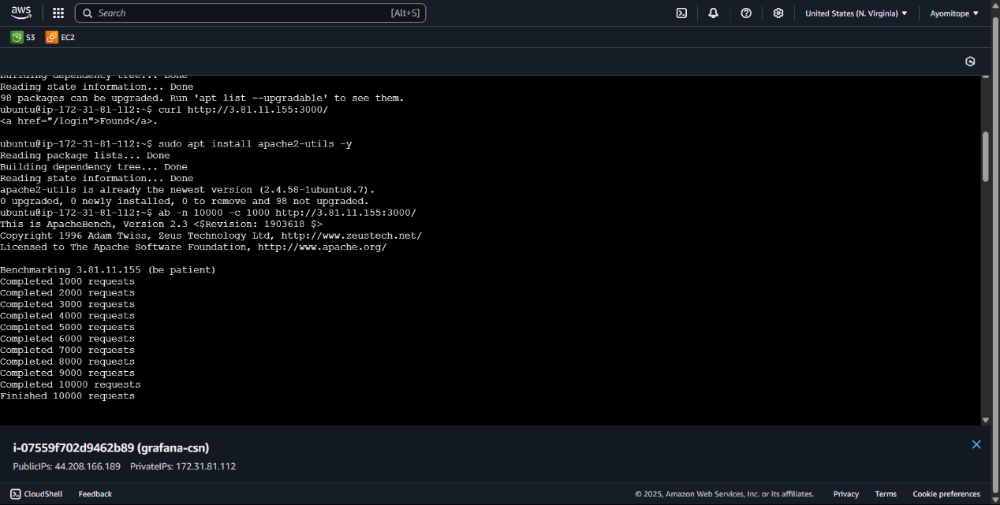 aws
Search [Alt+S]
United States (N. Virginia)
Ayomitope
S3
EC2
Building dependency tree... Done
Reading state information... Done
98 packages can be upgraded. Run 'apt list --upgradable' to see them.
ubuntu@ip-172-31-81-112:~$ curl http://3.81.11.155:3000/
<a href="/login">Found</a>.
ubuntu@ip-172-31-81-112:~$ sudo apt install apache2-utils -y
Reading package lists... Done
Building dependency tree... Done
Reading state information... Done
apache2-utils is already the newest version (2.4.58-1ubuntu8.7).
0 upgraded, 0 newly installed, 0 to remove and 98 not upgraded.
ubuntu@ip-172-31-81-112:~$ ab -n 10000 -c 1000 http://3.81.11.155:3000/
This is ApacheBench, Version 2.3 <$Revision: 1903618 $>
Copyright 1996 Adam Twiss, Zeus Technology Ltd, http://www.zeustech.net/
Licensed to The Apache Software Foundation, http://www.apache.org/
Benchmarking 3.81.11.155 (be patient)
Completed 1000 requests
Completed 2000 requests
Completed 3000 requests
Completed 4000 requests
Completed 5000 requests
Completed 6000 requests
Completed 7000 requests
Completed 8000 requests
Completed 9000 requests
Completed 10000 requests
Finished 10000 requests
i-07559f702d9462b89 (grafana-csn)
PublicIPs: 44.208.166.189 PrivateIPs: 172.31.81.112
CloudShell Feedback © 2025, Amazon Web Services, Inc. or its affiliates. Privacy Terms Cookie preferences